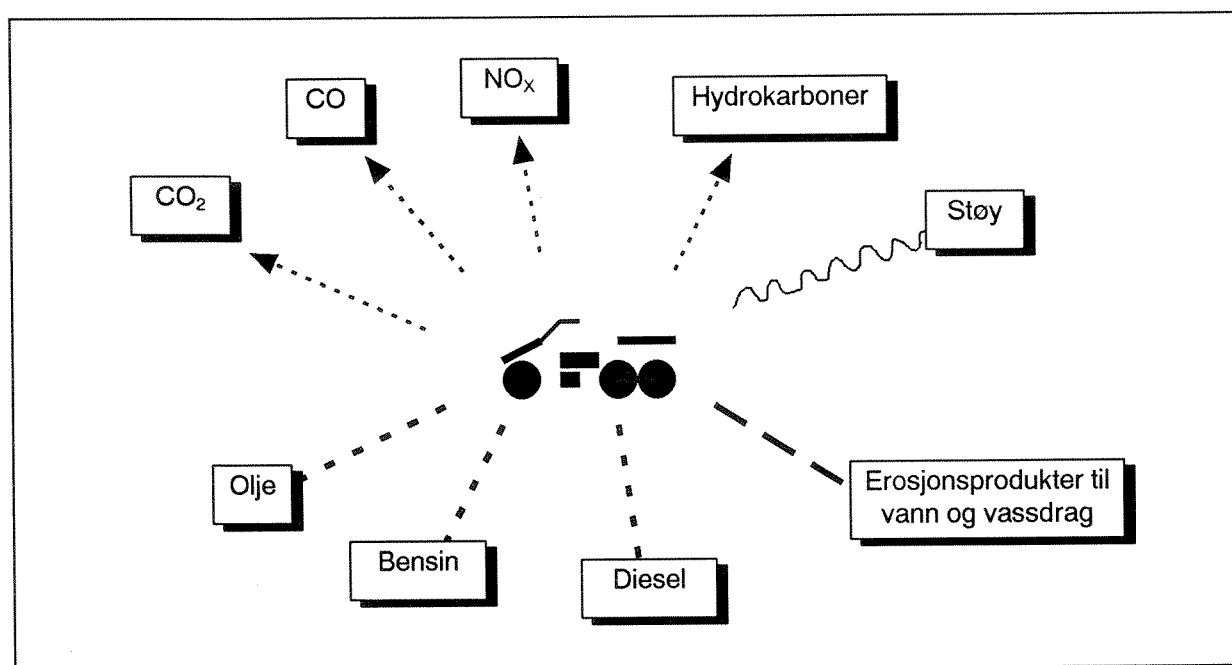 CO
NOX
Hydrokarboner
CO2
Støy
Olje
Bensin
Diesel
Erosjonsprodukter til
vann og vassdrag